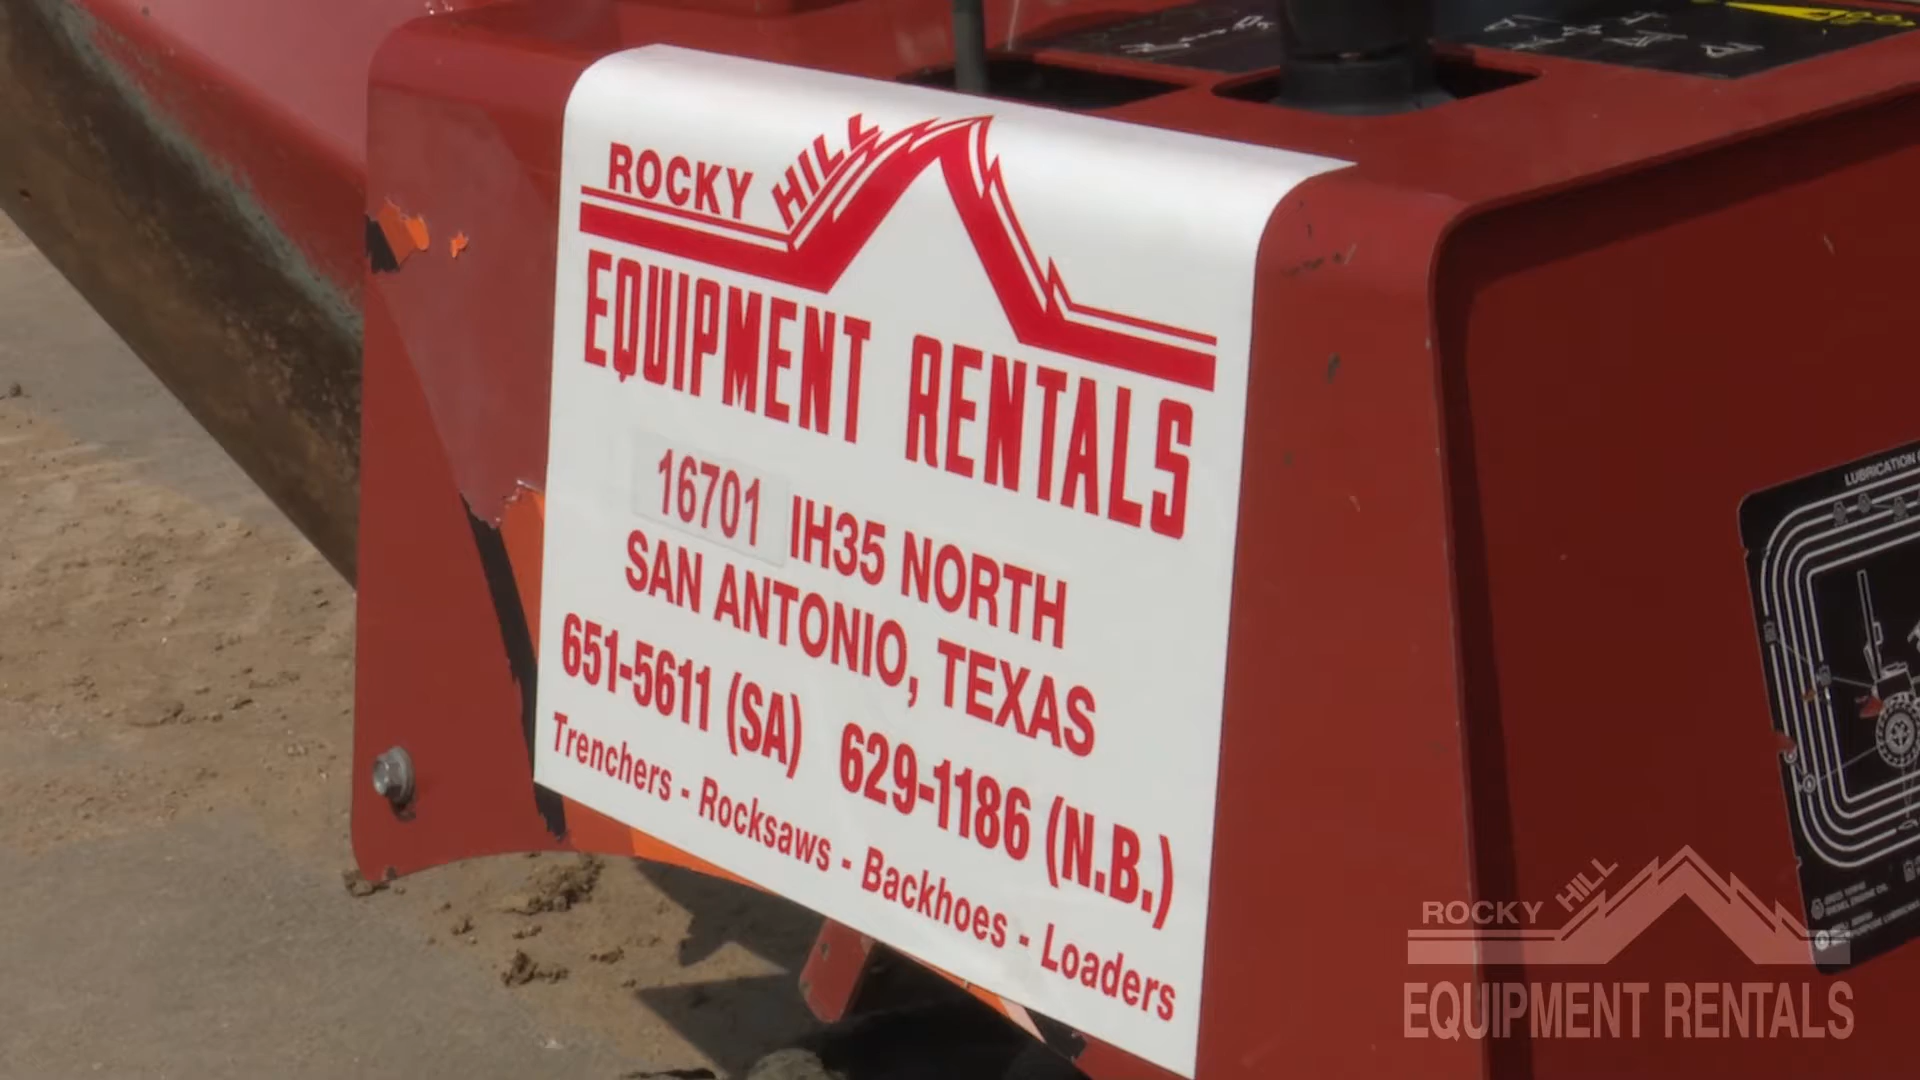 ROCKY HILL
EQUIPMENT RENTALS
16701 IH35 NORTH
SAN ANTONIO, TEXAS
651-5611 (SA) 629-1186 (N.B.)
Trenchers - Rocksaws - Backhoes - Loaders
LUBRICATION
ROCKY HILL
EQUIPMENT RENTALS